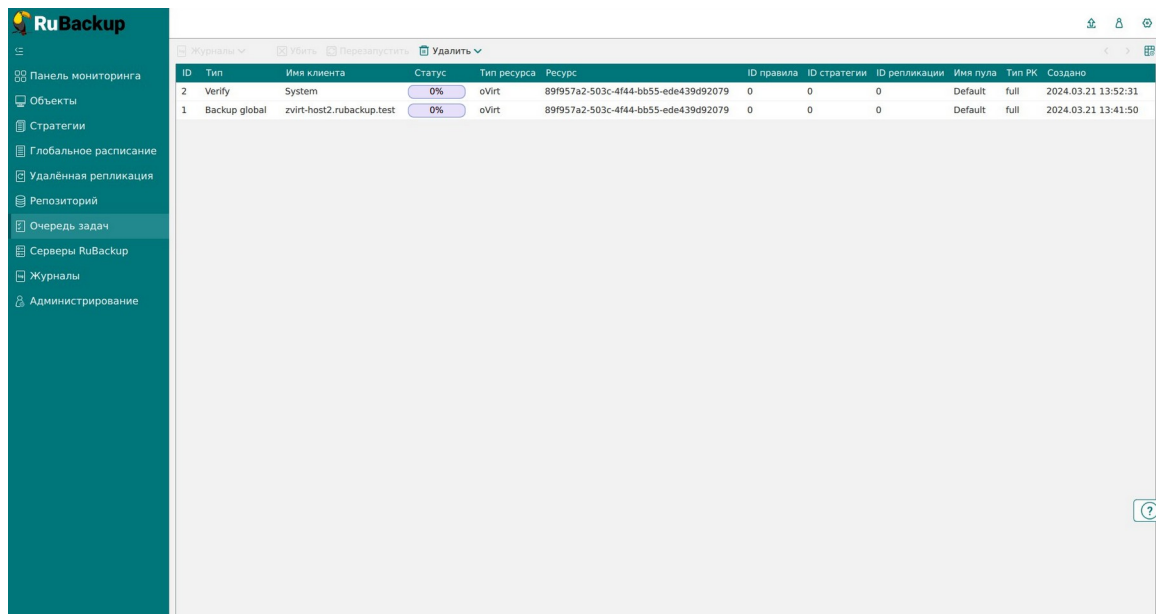 RuBackup
Журналы Убить Перезапустить Удалить
Панель мониторинга
Объекты
Стратегии
Глобальное расписание
Удалённая репликация
Репозиторий
Очередь задач
Серверы RuBackup
Журналы
Администрирование
ID Тип Имя клиента Статус Тип ресурса Ресурс ID правила ID стратегии ID репликации Имя пула Тип РК Создано
2 Verify System 0% oVirt 89f957a2-503c-4f44-bb55-ede439d92079 0 0 0 Default full 2024.03.21 13:52:31
1 Backup global zvirt-host2.rubackup.test 0% oVirt 89f957a2-503c-4f44-bb55-ede439d92079 0 0 0 Default full 2024.03.21 13:41:50
?